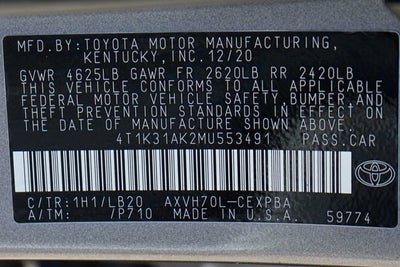 MFD.BY: TOYOTA MOTOR MANUFACTURING,
KENTUCKY, INC. 12/20
GVWR 4625LB GAWR FR 2620LB RR 2420LB
THIS VEHICLE CONFORMS TO ALL APPLICABLE
FEDERAL MOTOR VEHICLE SAFETY, BUMPER, AND
THEFT PREVENTION STANDARDS IN EFFECT ON
THE DATE OF MANUFACTURE SHOWN ABOVE.
4T1K31AK2MU553491 PASS.CAR
C/TR: 1H1/LB20 AXVH70L-CEXPBA
A/TM: /P710 MADE IN U.S.A. 59774
TOYOTA